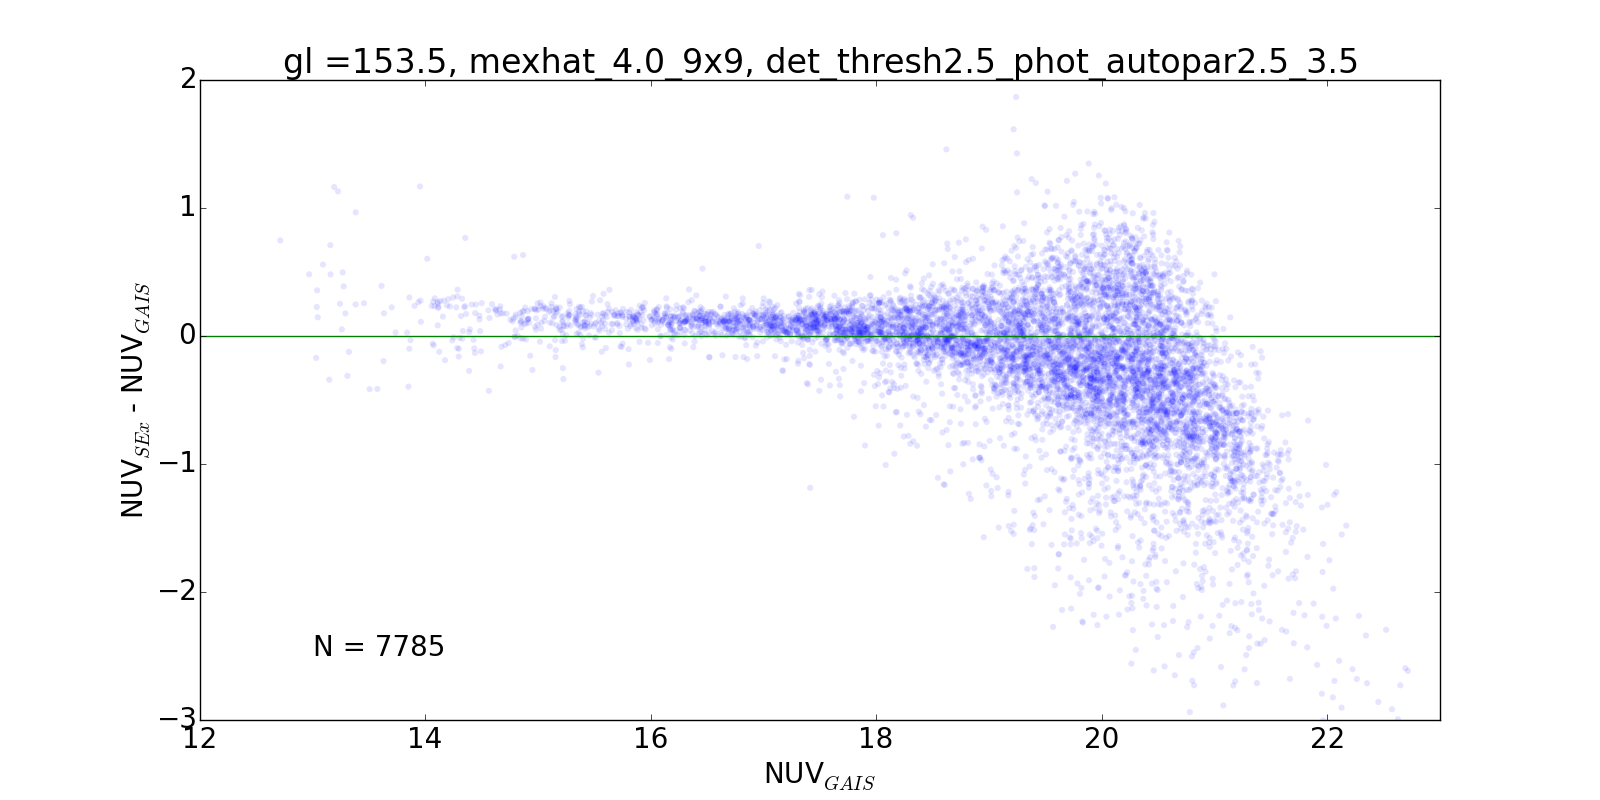 gl =153.5, mexhat_4.0_9x9, det_thresh2.5_phot_autopar2.5_3.5
2
1
0
−1
−2
−3
NUV_SEx - NUV_GAIS
N = 7785
12 14 16 18 20 22
NUV_GAIS